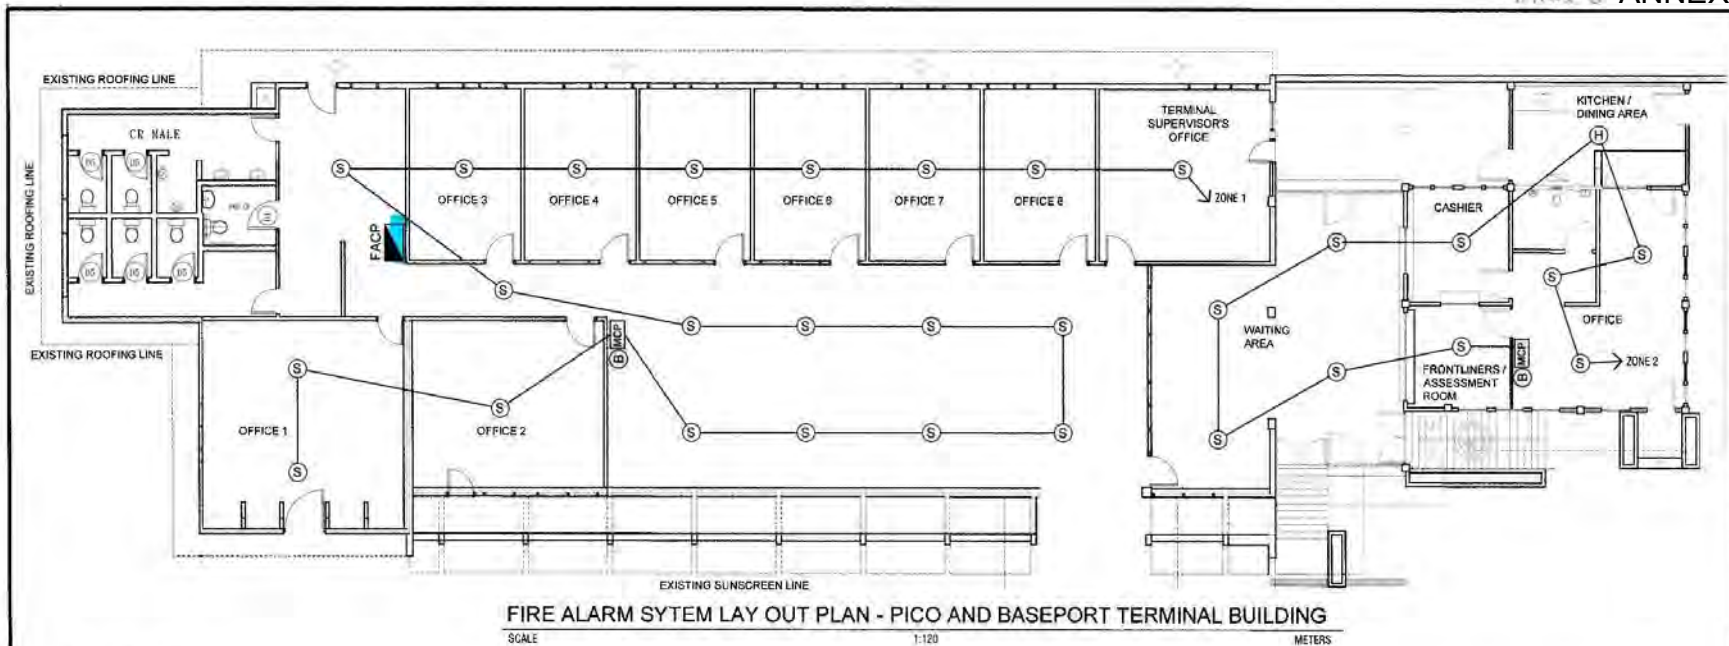 ANNEX
EXISTING ROOFING LINE
EXISTING ROOFING LINE
EXISTING ROOFING LINE
CR MALE
FACP
S
S
S
S
S
S
S
S
OFFICE 3
OFFICE 4
OFFICE 5
OFFICE 6
OFFICE 7
OFFICE 8
TERMINAL
SUPERVISOR'S
OFFICE
ZONE 1
KITCHEN /
DINING AREA
H
CASHIER
S
S
S
S
S
OFFICE
S
ZONE 2
WAITING
AREA
S
S
S
FRONTLINERS /
ASSESSMENT
ROOM
MCP
B
S
S
S
S
S
MCP
B
S
S
S
S
S
OFFICE 1
S
S
OFFICE 2
EXISTING SUNSCREEN LINE
FIRE ALARM SYTEM LAY OUT PLAN - PICO AND BASEPORT TERMINAL BUILDING
SCALE
1:120
METERS